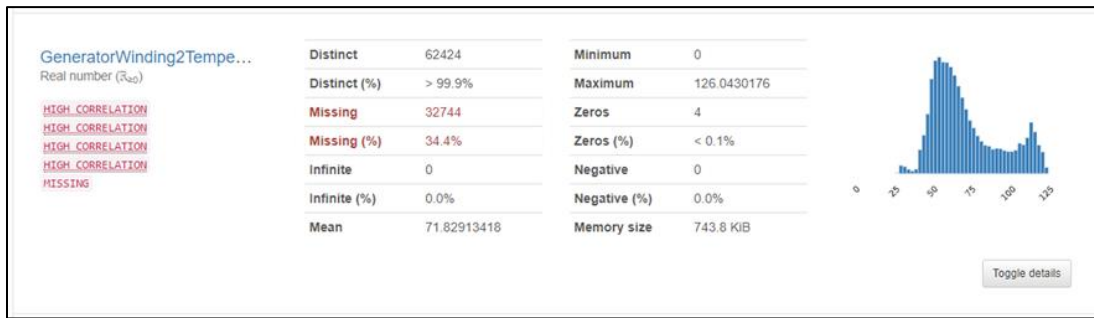 GeneratorWinding2Tempe...
Real number (ℝ≥0)
HIGH CORRELATION
HIGH CORRELATION
HIGH CORRELATION
HIGH CORRELATION
MISSING
Distinct 62424
Distinct (%) > 99.9%
Missing 32744
Missing (%) 34.4%
Infinite 0
Infinite (%) 0.0%
Mean 71.82913418
Minimum 0
Maximum 126.0430176
Zeros 4
Zeros (%) < 0.1%
Negative 0
Negative (%) 0.0%
Memory size 743.8 KiB
0 25 50 75 100 125
Toggle details